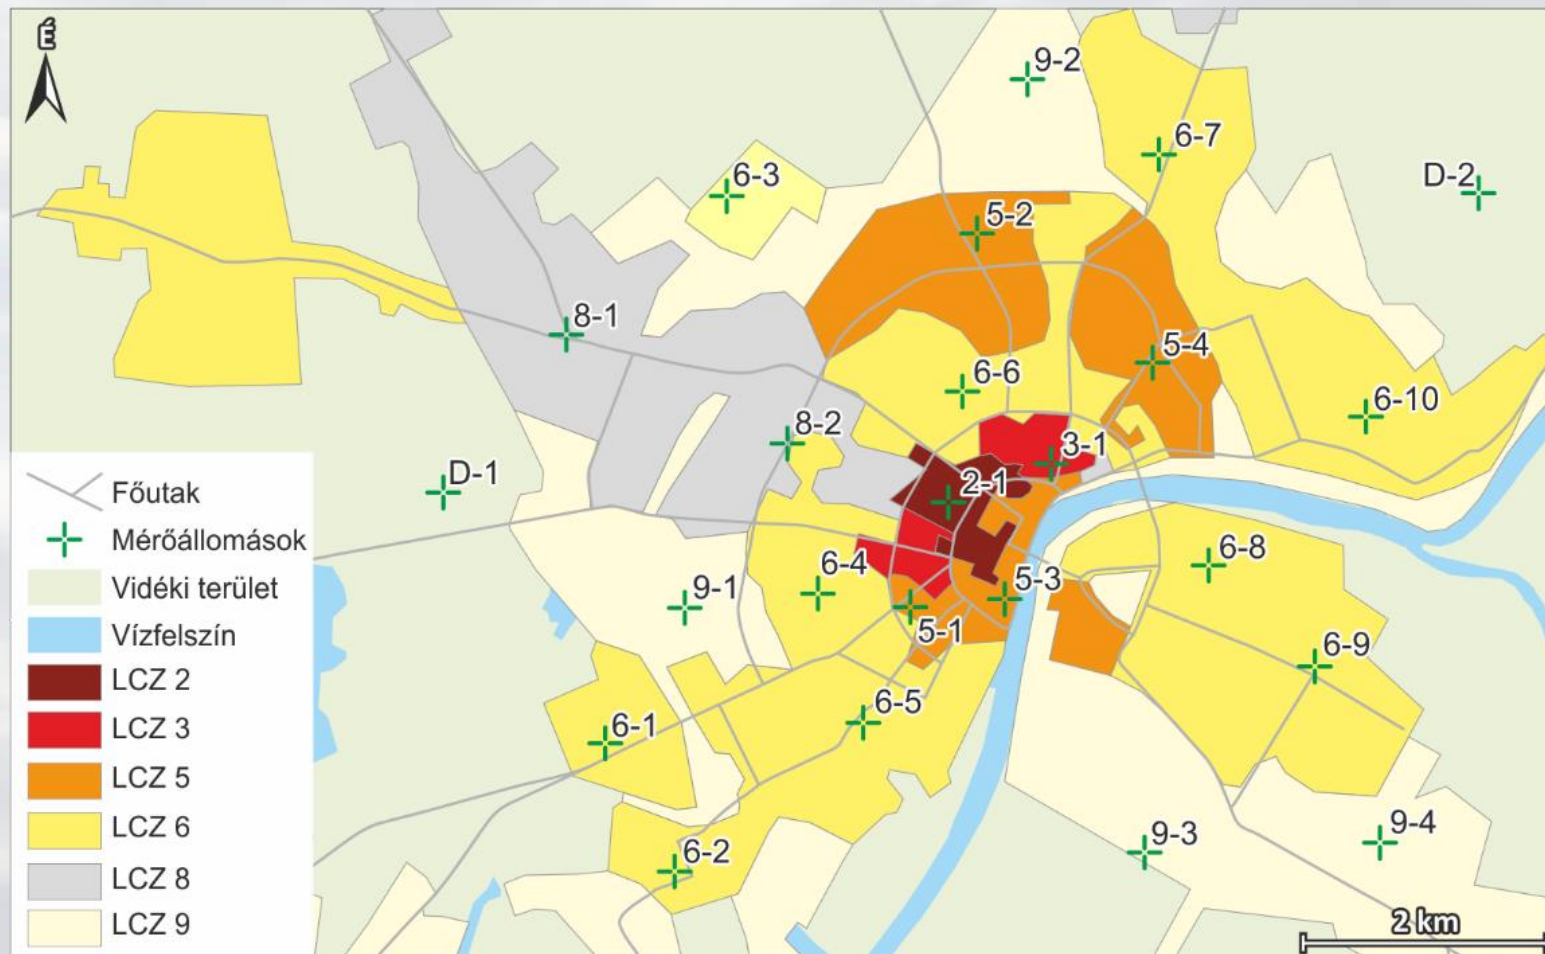 É
9-2
6-7
6-3
D-2
5-2
8-1
5-4
6-6
6-10
8-2
3-1
D-1
2-1
Főutak
Mérőállomások
6-8
6-4
5-3
Vidéki terület
9-1
5-1
Vízfelszín
6-9
LCZ 2
6-5
6-1
LCZ 3
LCZ 5
LCZ 6
9-3
9-4
6-2
LCZ 8
LCZ 9
2 km